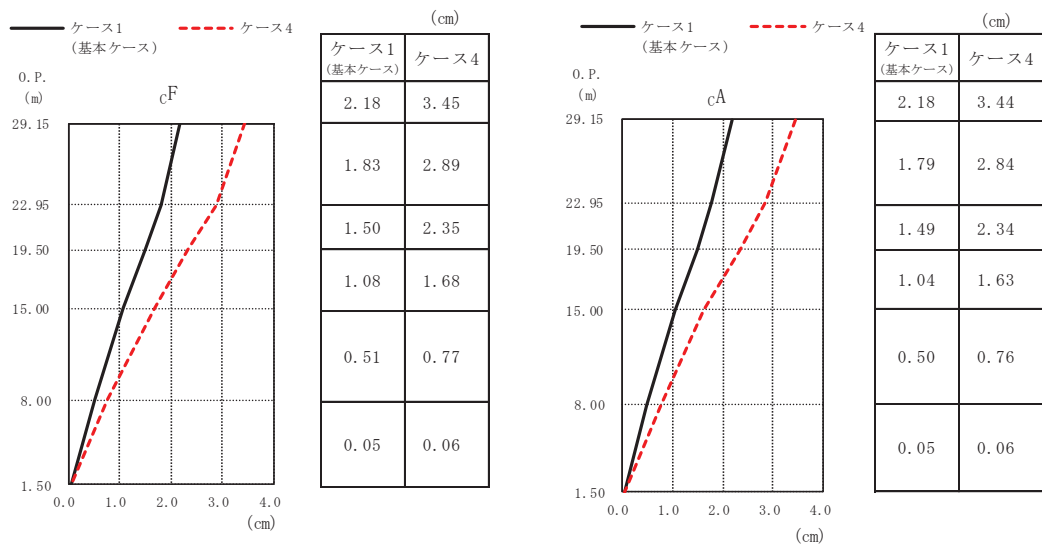 ケース1
(基本ケース)
ケース4
(cm)
ケース1
(基本ケース)
ケース4
2.18 3.45
1.83 2.89
1.50 2.35
1.08 1.68
0.51 0.77
0.05 0.06
O.P.
(m)
cF
29.15
22.95
19.50
15.00
8.00
1.50
0.0 1.0 2.0 3.0 4.0
(cm)
ケース1
(基本ケース)
ケース4
(cm)
ケース1
(基本ケース)
ケース4
2.18 3.44
1.79 2.84
1.49 2.34
1.04 1.63
0.50 0.76
0.05 0.06
O.P.
(m)
cA
29.15
22.95
19.50
15.00
8.00
1.50
0.0 1.0 2.0 3.0 4.0
(cm)